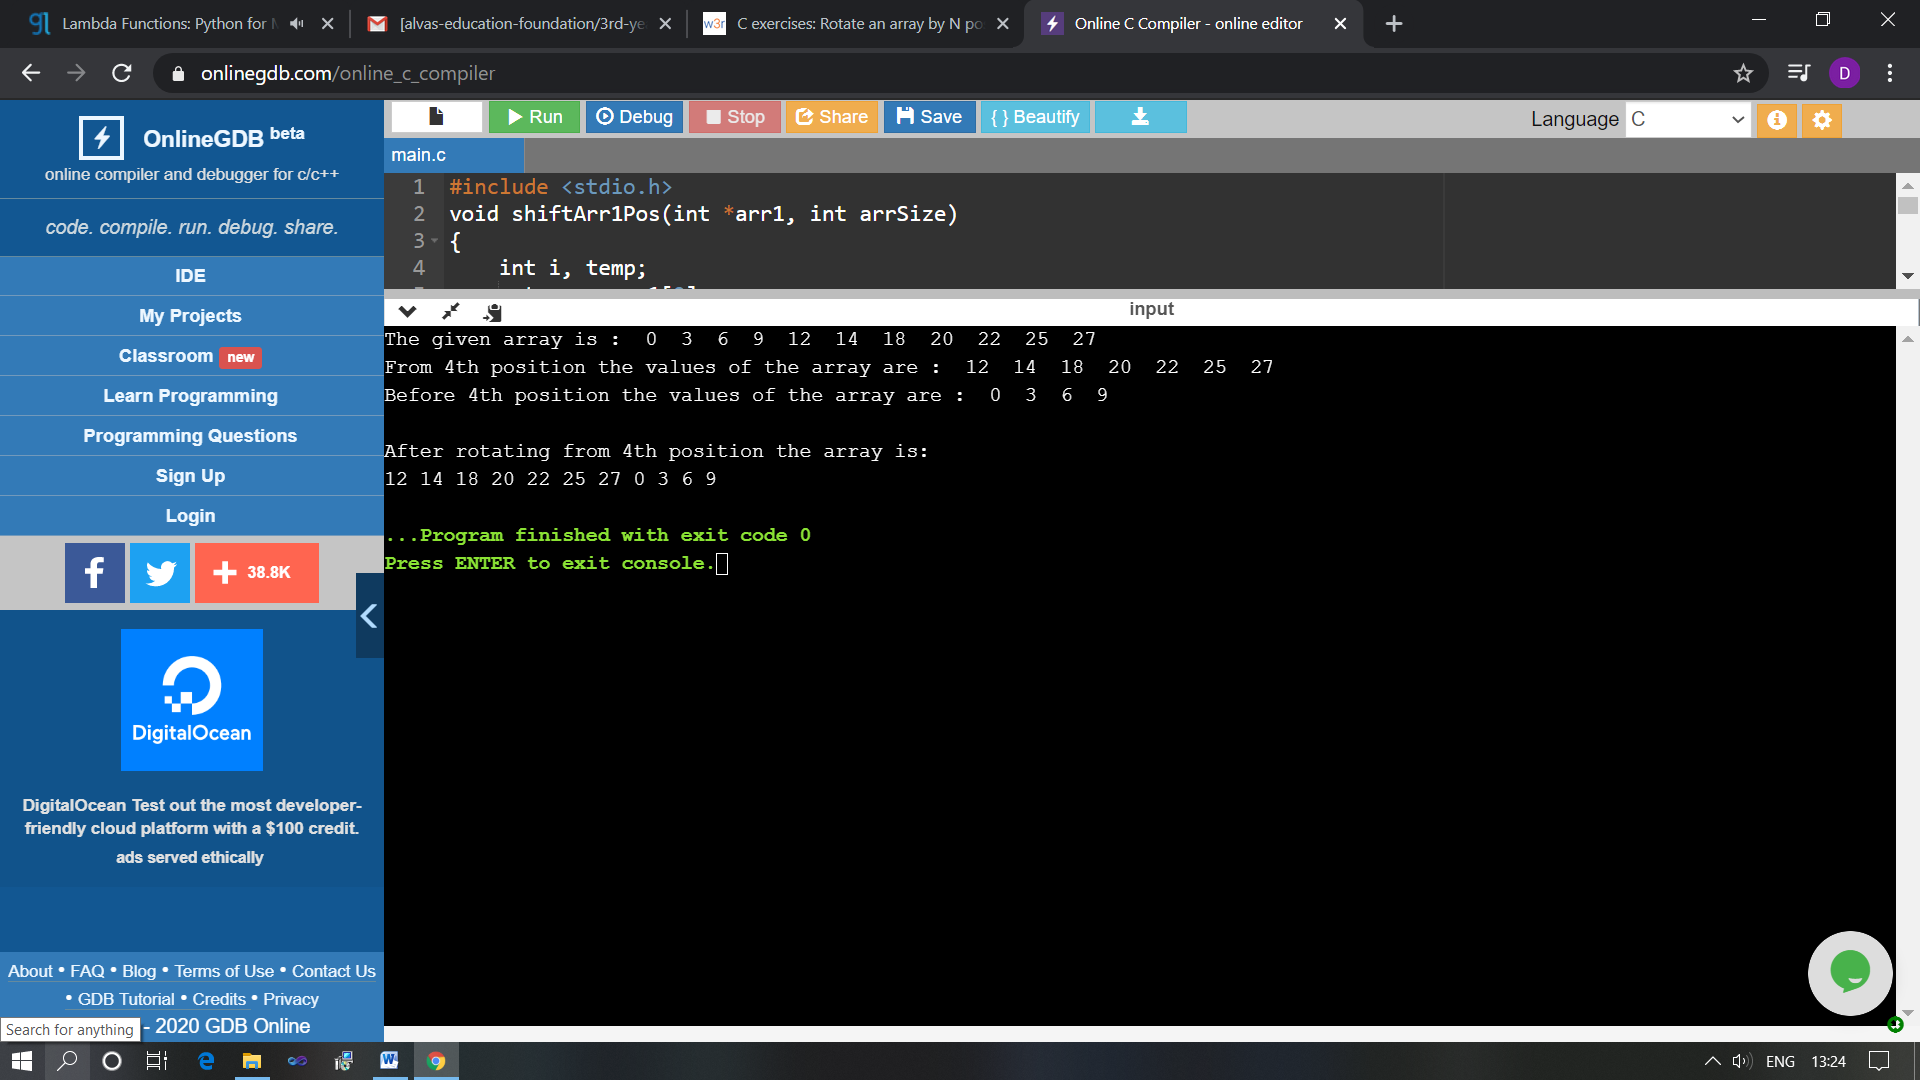 Lambda Functions: Python for M
[alvas-education-foundation/3rd-ye
w3r C exercises: Rotate an array by N po
Online C Compiler - online editor
onlinegdb.com/online_c_compiler
D
OnlineGDB beta
online compiler and debugger for c/c++
code. compile. run. debug. share.
IDE
My Projects
Classroom new
Learn Programming
Programming Questions
Sign Up
Login
38.8K
DigitalOcean
DigitalOcean Test out the most developer-
friendly cloud platform with a $100 credit.
ads served ethically
About • FAQ • Blog • Terms of Use • Contact Us
• GDB Tutorial • Credits • Privacy
- 2020 GDB Online
Search for anything
Run Debug Stop Share Save { } Beautify
Language C
main.c
1 #include <stdio.h>
2 void shiftArr1Pos(int *arr1, int arrSize)
3 {
4 int i, temp;
input
The given array is : 0 3 6 9 12 14 18 20 22 25 27
From 4th position the values of the array are : 12 14 18 20 22 25 27
Before 4th position the values of the array are : 0 3 6 9
After rotating from 4th position the array is:
12 14 18 20 22 25 27 0 3 6 9
...Program finished with exit code 0
Press ENTER to exit console.
ENG 13:24